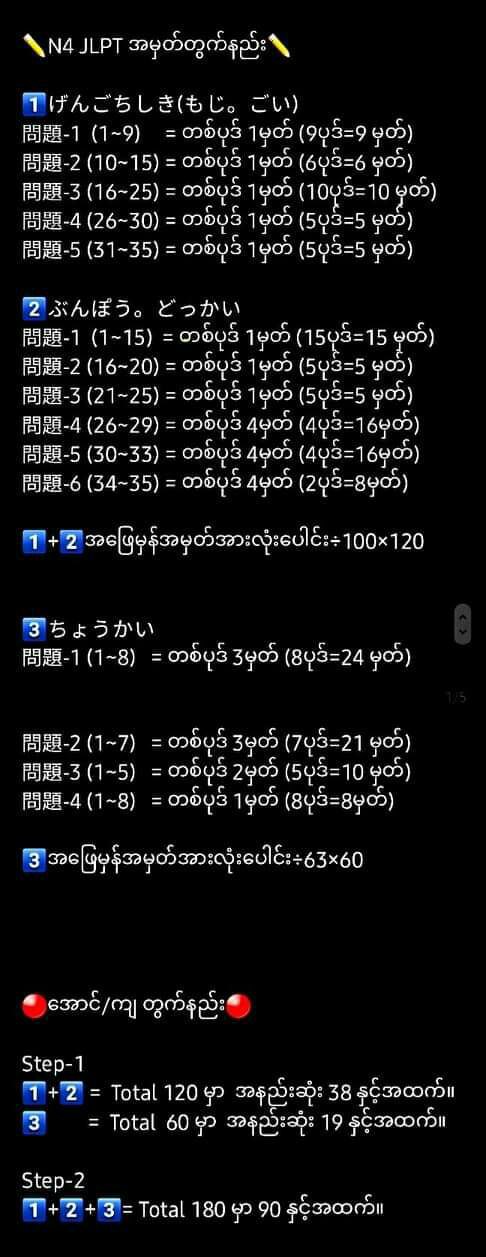 ✏️N4 JLPT အမှတ်တွက်နည်း✏️
1️⃣げんごちしき(もじ。ごい)
問題-1 (1~9) = တစ်ပုဒ် 1မှတ် (9ပုဒ်=9 မှတ်)
問題-2 (10~15) = တစ်ပုဒ် 1မှတ် (6ပုဒ်=6 မှတ်)
問題-3 (16~25) = တစ်ပုဒ် 1မှတ် (10ပုဒ်=10 မှတ်)
問題-4 (26~30) = တစ်ပုဒ် 1မှတ် (5ပုဒ်=5 မှတ်)
問題-5 (31~35) = တစ်ပုဒ် 1မှတ် (5ပုဒ်=5 မှတ်)
2️⃣ぶんぽう。どっかい
問題-1 (1~15) = တစ်ပုဒ် 1မှတ် (15ပုဒ်=15 မှတ်)
問題-2 (16~20) = တစ်ပုဒ် 1မှတ် (5ပုဒ်=5 မှတ်)
問題-3 (21~25) = တစ်ပုဒ် 1မှတ် (5ပုဒ်=5 မှတ်)
問題-4 (26~29) = တစ်ပုဒ် 4မှတ် (4ပုဒ်=16မှတ်)
問題-5 (30~33) = တစ်ပုဒ် 4မှတ် (4ပုဒ်=16မှတ်)
問題-6 (34~35) = တစ်ပုဒ် 4မှတ် (2ပုဒ်=8မှတ်)
1️⃣+2️⃣အဖြေမှန်အမှတ်အားလုံးပေါင်း÷100×120
3️⃣ちょうかい
問題-1 (1~8) = တစ်ပုဒ် 3မှတ် (8ပုဒ်=24 မှတ်)
1/5
問題-2 (1~7) = တစ်ပုဒ် 3မှတ် (7ပုဒ်=21 မှတ်)
問題-3 (1~5) = တစ်ပုဒ် 2မှတ် (5ပုဒ်=10 မှတ်)
問題-4 (1~8) = တစ်ပုဒ် 1မှတ် (8ပုဒ်=8မှတ်)
3️⃣အဖြေမှန်အမှတ်အားလုံးပေါင်း÷63×60
🔴အောင်/ကျ တွက်နည်း🔴
Step-1
1️⃣+2️⃣ = Total 120 မှာ အနည်းဆုံး 38 နှင့်အထက်။
3️⃣ = Total 60 မှာ အနည်းဆုံး 19 နှင့်အထက်။
Step-2
1️⃣+2️⃣+3️⃣= Total 180 မှာ 90 နှင့်အထက်။